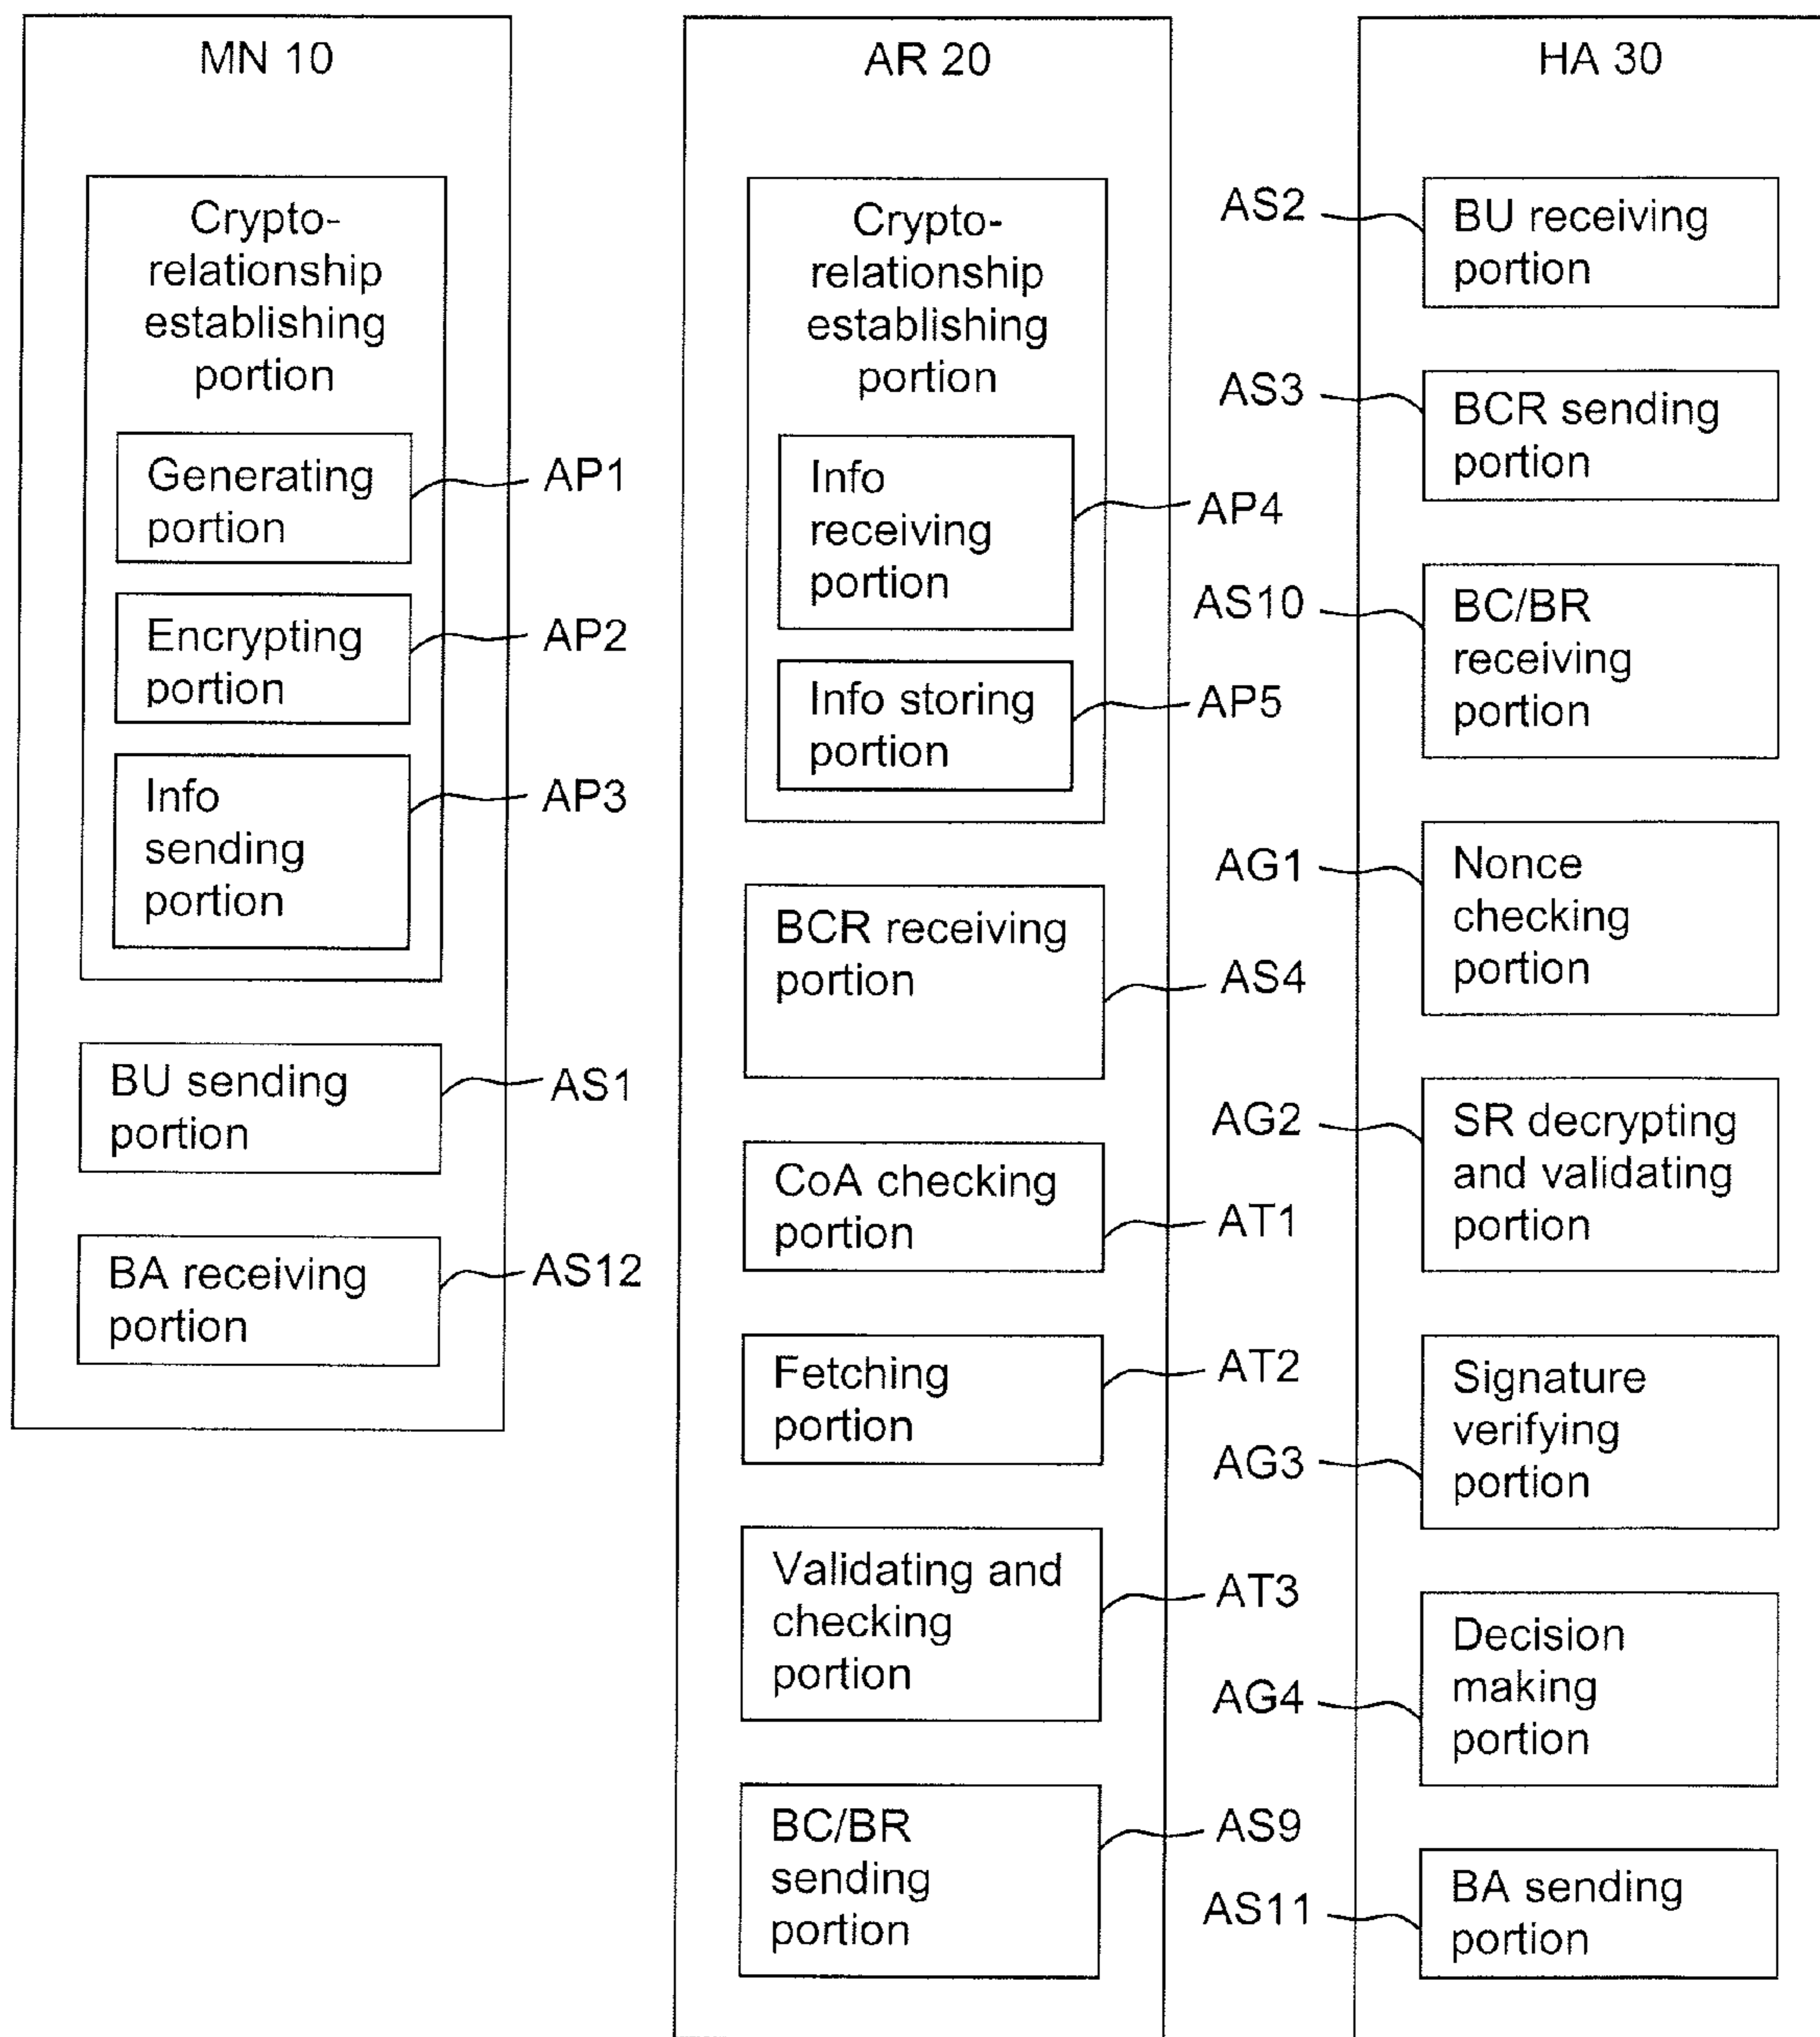 MN 10
Crypto-
relationship
establishing
portion
Generating
portion
AP1
Encrypting
portion
AP2
Info
sending
portion
AP3
BU sending
portion
AS1
BA receiving
portion
AS12
AR 20
Crypto-
relationship
establishing
portion
Info
receiving
portion
AP4
Info storing
portion
AP5
BCR receiving
portion
AS4
CoA checking
portion
AT1
Fetching
portion
AT2
Validating and
checking
portion
AT3
BC/BR
sending
portion
AS9
HA 30
AS2
BU receiving
portion
AS3
BCR sending
portion
AS10
BC/BR
receiving
portion
AG1
Nonce
checking
portion
AG2
SR decrypting
and validating
portion
AG3
Signature
verifying
portion
AG4
Decision
making
portion
AS11
BA sending
portion